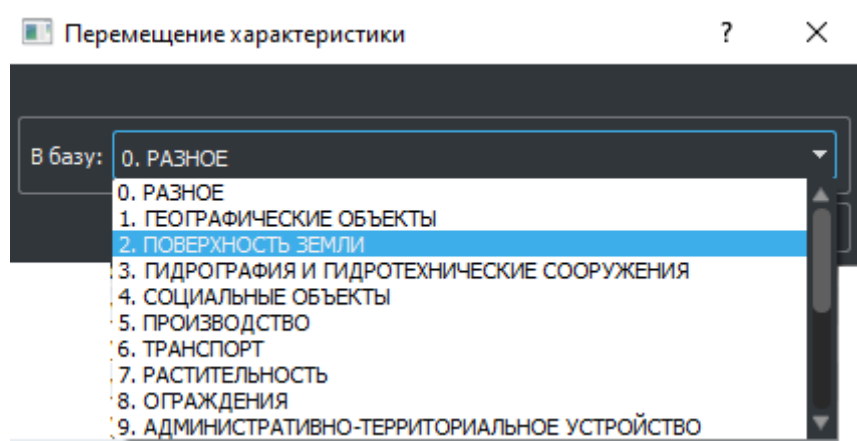 Перемещение характеристики ?
В базу: 0. РАЗНОЕ
0. РАЗНОЕ
1. ГЕОГРАФИЧЕСКИЕ ОБЪЕКТЫ
2. ПОВЕРХНОСТЬ ЗЕМЛИ
3. ГИДРОГРАФИЯ И ГИДРОТЕХНИЧЕСКИЕ СООРУЖЕНИЯ
4. СОЦИАЛЬНЫЕ ОБЪЕКТЫ
5. ПРОИЗВОДСТВО
6. ТРАНСПОРТ
7. РАСТИТЕЛЬНОСТЬ
8. ОГРАЖДЕНИЯ
9. АДМИНИСТРАТИВНО-ТЕРРИТОРИАЛЬНОЕ УСТРОЙСТВО